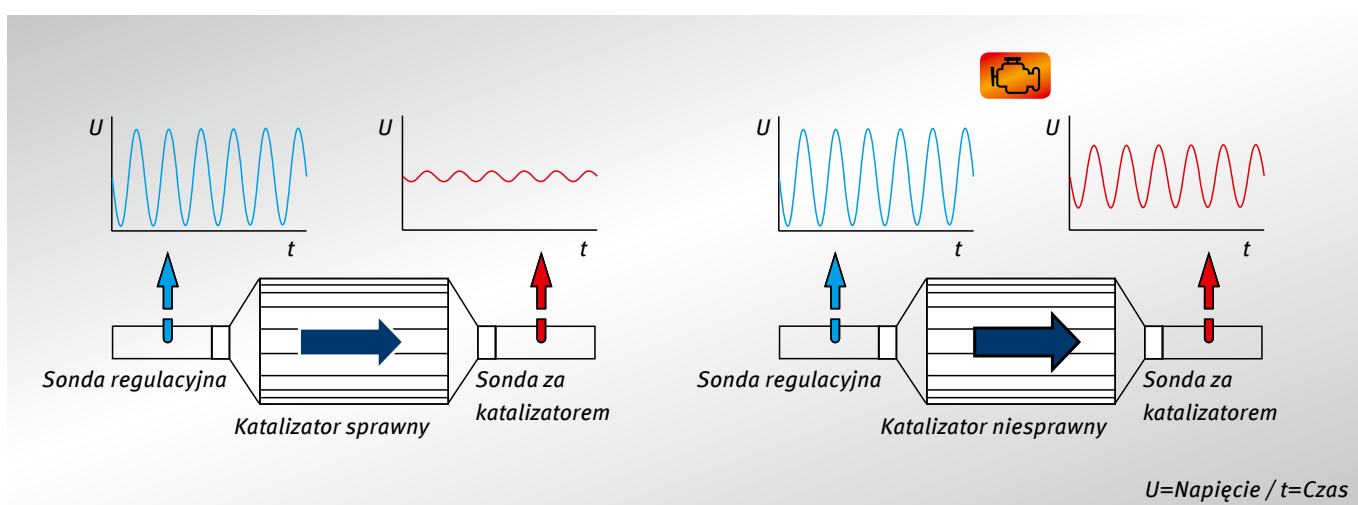 U
t
U
t
Sonda regulacyjna
Katalizator sprawny
Sonda za
katalizatorem
U
t
U
t
Sonda regulacyjna
Katalizator niesprawny
Sonda za
katalizatorem
U=Napięcie / t=Czas